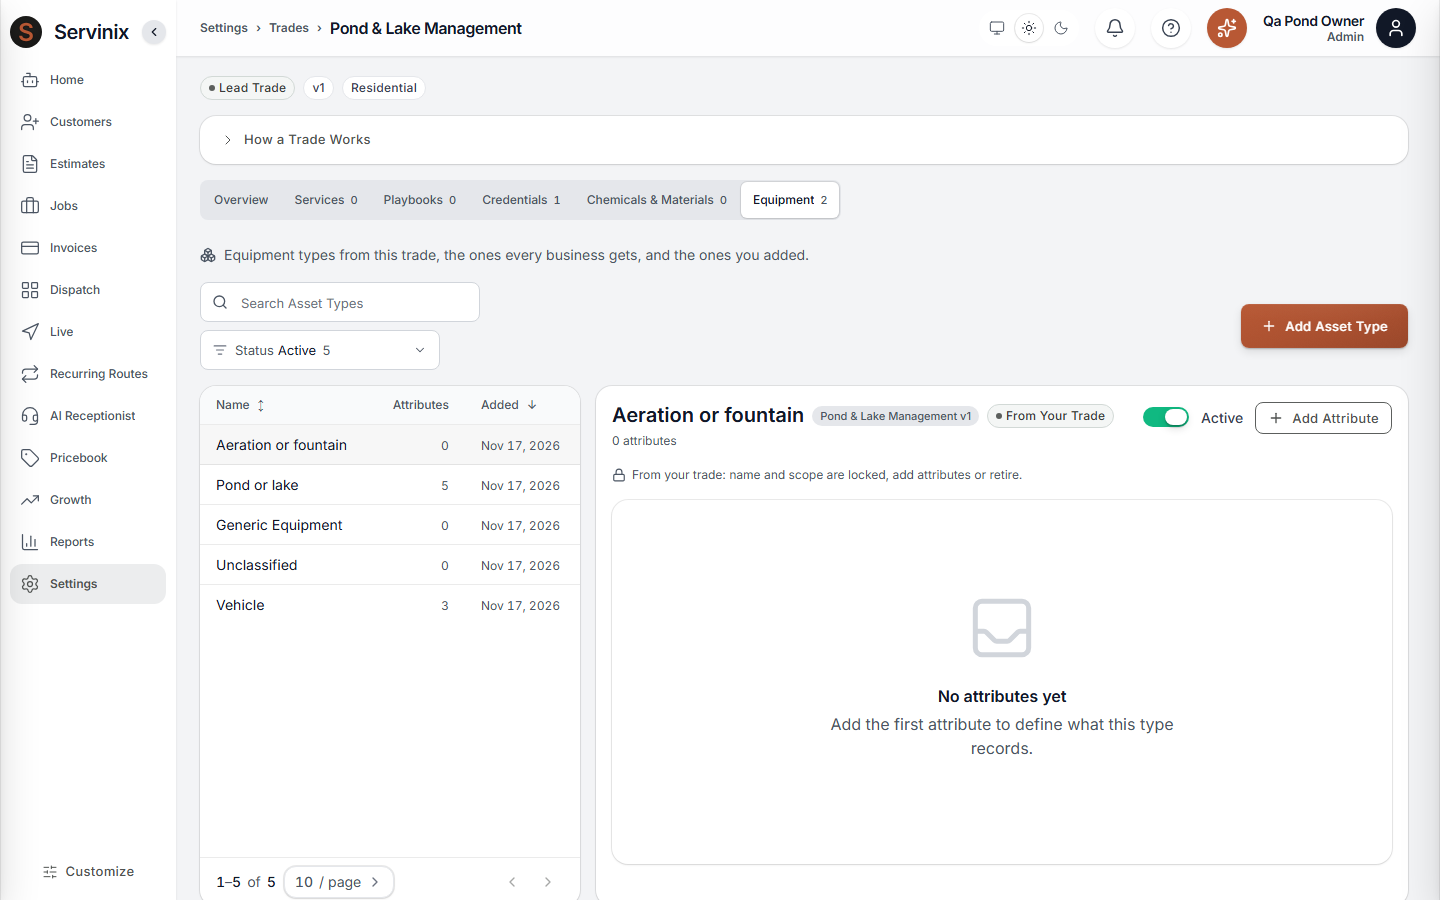 S Servinix
Home
Customers
Estimates
Jobs
Invoices
Dispatch
Live
Recurring Routes
AI Receptionist
Pricebook
Growth
Reports
Settings
Customize
Settings > Trades > Pond & Lake Management
Qa Pond Owner
Admin
Lead Trade v1 Residential
How a Trade Works
Overview Services 0 Playbooks 0 Credentials 1 Chemicals & Materials 0 Equipment 2
Equipment types from this trade, the ones every business gets, and the ones you added.
Search Asset Types
Status Active 5
+ Add Asset Type
Name Attributes Added
Aeration or fountain 0 Nov 17, 2026
Pond or lake 5 Nov 17, 2026
Generic Equipment 0 Nov 17, 2026
Unclassified 0 Nov 17, 2026
Vehicle 3 Nov 17, 2026
1–5 of 5 10 / page
Aeration or fountain Pond & Lake Management v1 From Your Trade Active + Add Attribute
0 attributes
From your trade: name and scope are locked, add attributes or retire.
No attributes yet
Add the first attribute to define what this type
records.